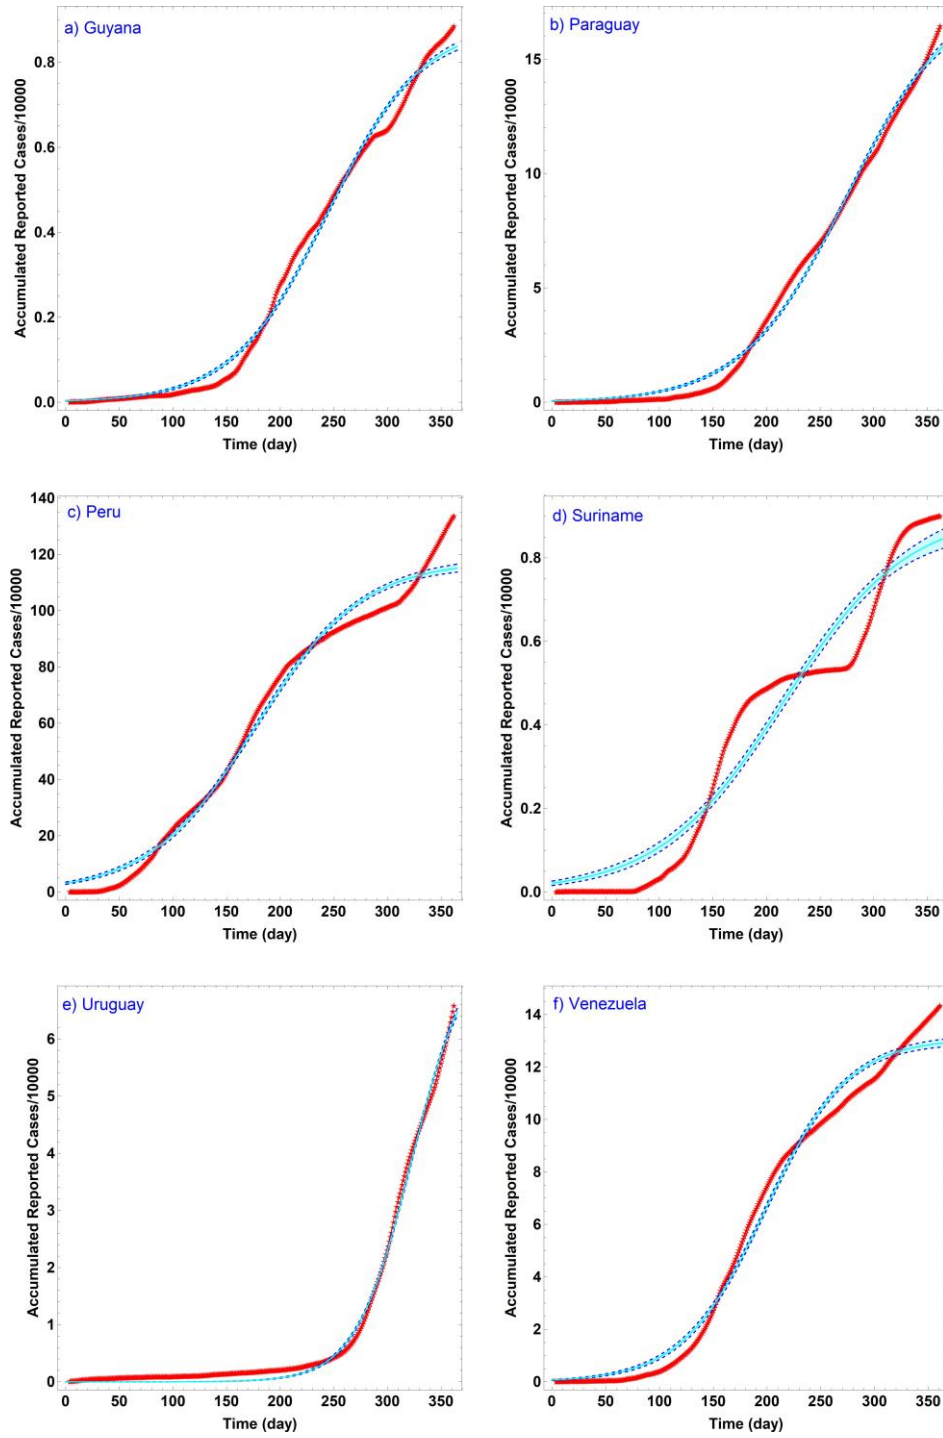 a) Guyana
Accumulated Reported Cases/10000
0.8
0.6
0.4
0.2
0.0
0 50 100 150 200 250 300 350
Time (day)
b) Paraguay
Accumulated Reported Cases/10000
15
10
5
0
0 50 100 150 200 250 300 350
Time (day)
c) Peru
Accumulated Reported Cases/10000
140
120
100
80
60
40
20
0
0 50 100 150 200 250 300 350
Time (day)
d) Suriname
Accumulated Reported Cases/10000
0.8
0.6
0.4
0.2
0.0
0 50 100 150 200 250 300 350
Time (day)
e) Uruguay
Accumulated Reported Cases/10000
6
5
4
3
2
1
0
0 50 100 150 200 250 300 350
Time (day)
f) Venezuela
Accumulated Reported Cases/10000
14
12
10
8
6
4
2
0
0 50 100 150 200 250 300 350
Time (day)